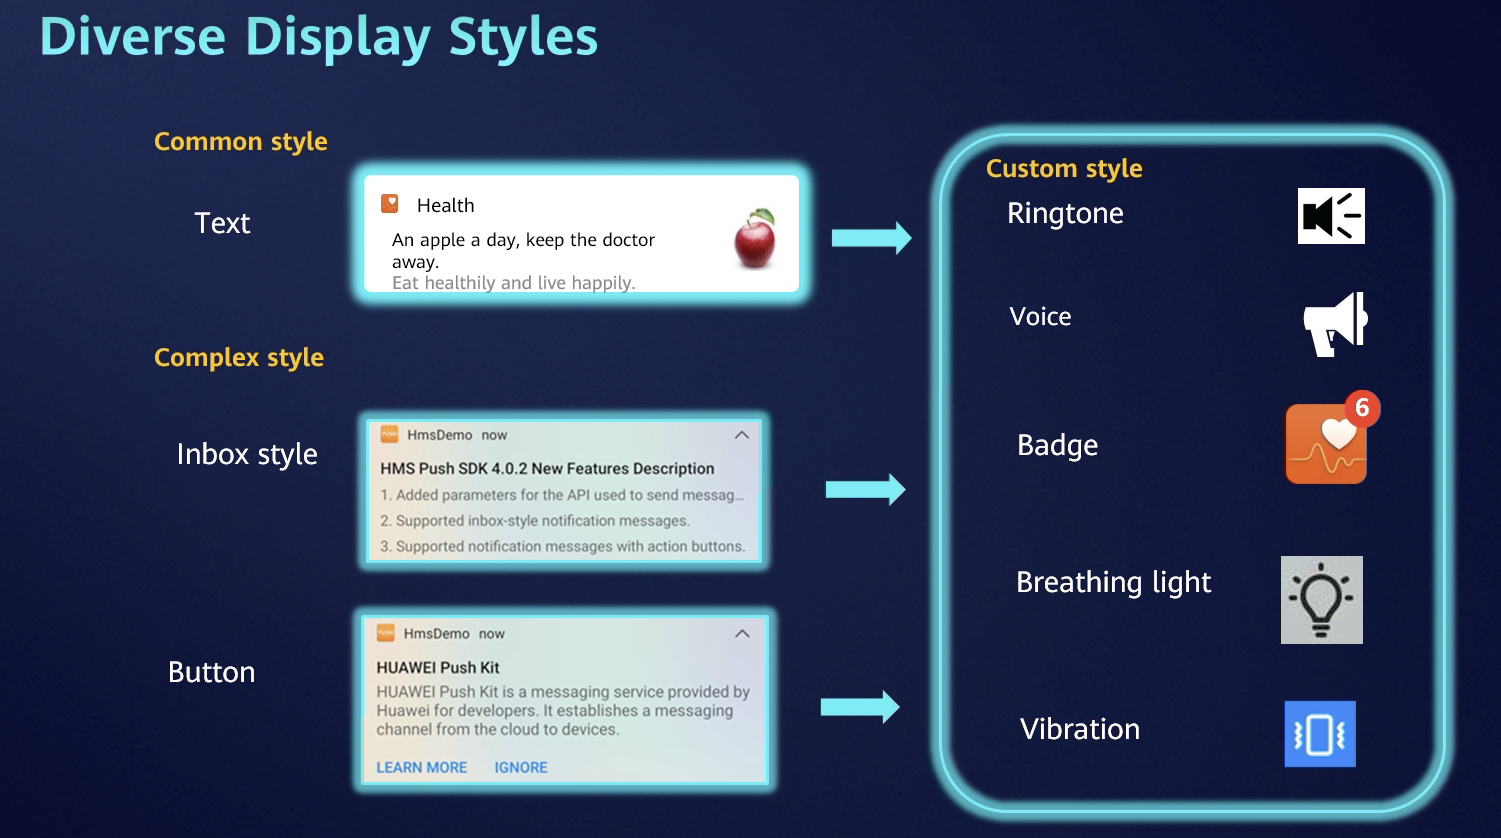 Diverse Display Styles
Common style
Text
Health
An apple a day, keep the doctor
away.
Eat healthily and live happily.
Complex style
Inbox style
HmsDemo now
HMS Push SDK 4.0.2 New Features Description
1. Added parameters for the API used to send messag...
2. Supported inbox-style notification messages.
3. Supported notification messages with action buttons.
Button
HmsDemo now
HUAWEI Push Kit
HUAWEI Push Kit is a messaging service provided by
Huawei for developers. It establishes a messaging
channel from the cloud to devices.
LEARN MORE IGNORE
Custom style
Ringtone
Voice
Badge
6
Breathing light
Vibration